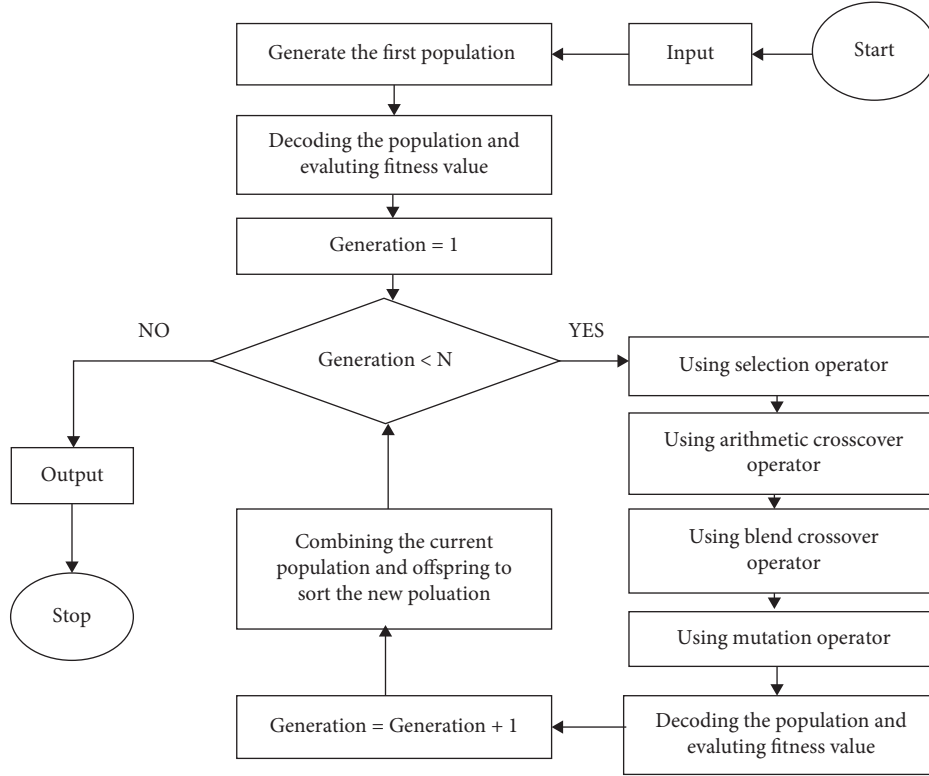 Start
Input
Generate the first population
Decoding the population and
evaluting fitness value
Generation = 1
Generation < N
NO
YES
Output
Stop
Using selection operator
Using arithmetic crosscover
operator
Using blend crossover
operator
Using mutation operator
Decoding the population and
evaluting fitness value
Generation = Generation + 1
Combining the current
population and offspring to
sort the new poluation